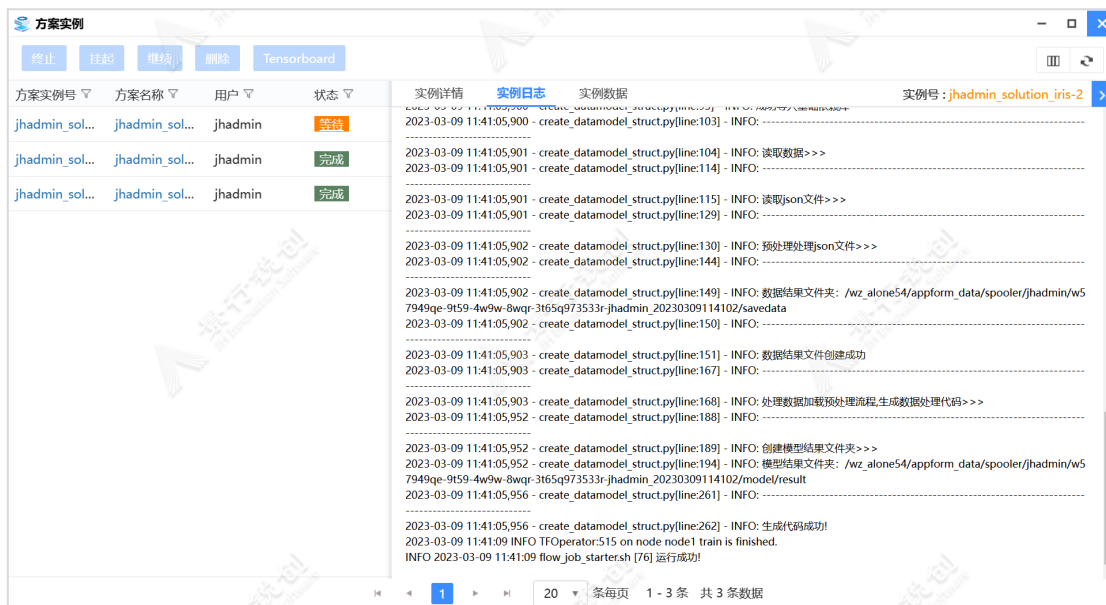 方案实例
终止 挂起 继续 删除 Tensorboard
方案实例号 方案名称 用户 状态
jhadmin_sol... jhadmin_sol... jhadmin 等待
jhadmin_sol... jhadmin_sol... jhadmin 完成
jhadmin_sol... jhadmin_sol... jhadmin 完成
实例详情 实例日志 实例数据 实例号：jhadmin_solution_iris-2
2023-03-09 11:41:05,900 - create_datamodel_struct.py[line:95] - INFO: 成功导入基础依赖库
2023-03-09 11:41:05,900 - create_datamodel_struct.py[line:103] - INFO: ------------------------------------------------------------------------------
------------------------------
2023-03-09 11:41:05,901 - create_datamodel_struct.py[line:104] - INFO: 读取数据>>>
2023-03-09 11:41:05,901 - create_datamodel_struct.py[line:114] - INFO: ------------------------------------------------------------------------------
------------------------------
2023-03-09 11:41:05,901 - create_datamodel_struct.py[line:115] - INFO: 读取json文件>>>
2023-03-09 11:41:05,901 - create_datamodel_struct.py[line:129] - INFO: ------------------------------------------------------------------------------
------------------------------
2023-03-09 11:41:05,902 - create_datamodel_struct.py[line:130] - INFO: 预处理处理json文件>>>
2023-03-09 11:41:05,902 - create_datamodel_struct.py[line:144] - INFO: ------------------------------------------------------------------------------
------------------------------
2023-03-09 11:41:05,902 - create_datamodel_struct.py[line:149] - INFO: 数据结果文件夹：/wz_alone54/appform_data/spooler/jhadmin/w5
7949qe-9t59-4w9w-8wqr-3t65q973533r-jhadmin_20230309114102/savedata
2023-03-09 11:41:05,902 - create_datamodel_struct.py[line:150] - INFO: ------------------------------------------------------------------------------
------------------------------
2023-03-09 11:41:05,903 - create_datamodel_struct.py[line:151] - INFO: 数据结果文件创建成功
2023-03-09 11:41:05,903 - create_datamodel_struct.py[line:167] - INFO: ------------------------------------------------------------------------------
------------------------------
2023-03-09 11:41:05,903 - create_datamodel_struct.py[line:168] - INFO: 处理数据加载预处理流程,生成数据处理代码>>>
2023-03-09 11:41:05,952 - create_datamodel_struct.py[line:188] - INFO: ------------------------------------------------------------------------------
------------------------------
2023-03-09 11:41:05,952 - create_datamodel_struct.py[line:189] - INFO: 创建模型结果文件夹>>>
2023-03-09 11:41:05,952 - create_datamodel_struct.py[line:194] - INFO: 模型结果文件夹：/wz_alone54/appform_data/spooler/jhadmin/w5
7949qe-9t59-4w9w-8wqr-3t65q973533r-jhadmin_20230309114102/model/result
2023-03-09 11:41:05,956 - create_datamodel_struct.py[line:261] - INFO: ------------------------------------------------------------------------------
------------------------------
2023-03-09 11:41:05,956 - create_datamodel_struct.py[line:262] - INFO: 生成代码成功!
2023-03-09 11:41:09 INFO TFOperator:515 on node node1 train is finished.
INFO 2023-03-09 11:41:09 flow_job_starter.sh [76] 运行成功!
1 20 条每页 1 - 3 条 共 3 条数据